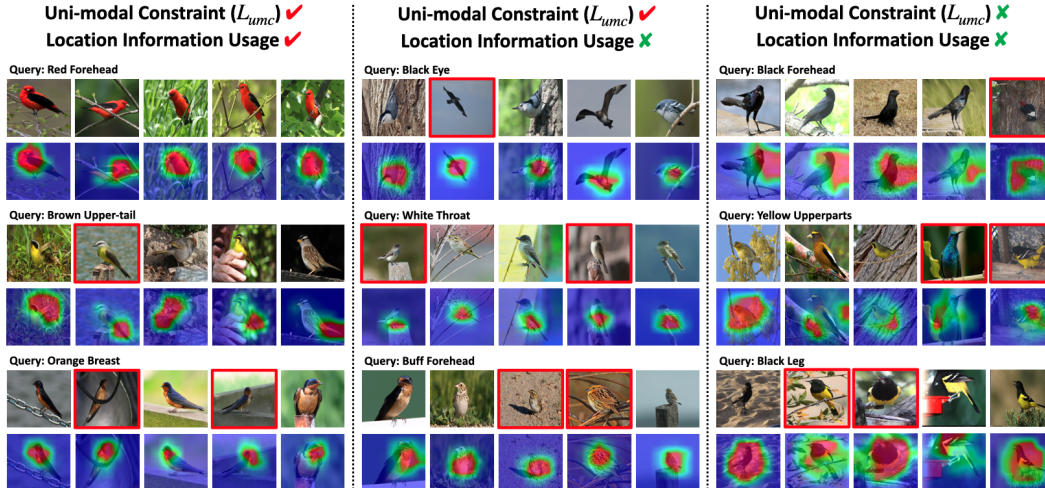 Uni-modal Constraint (L_umc) ✔
Location Information Usage ✔
Query: Red Forehead
Query: Brown Upper-tail
Query: Orange Breast
Uni-modal Constraint (L_umc) ✔
Location Information Usage ✘
Query: Black Eye
Query: White Throat
Query: Buff Forehead
Uni-modal Constraint (L_umc) ✘
Location Information Usage ✘
Query: Black Forehead
Query: Yellow Upperparts
Query: Black Leg